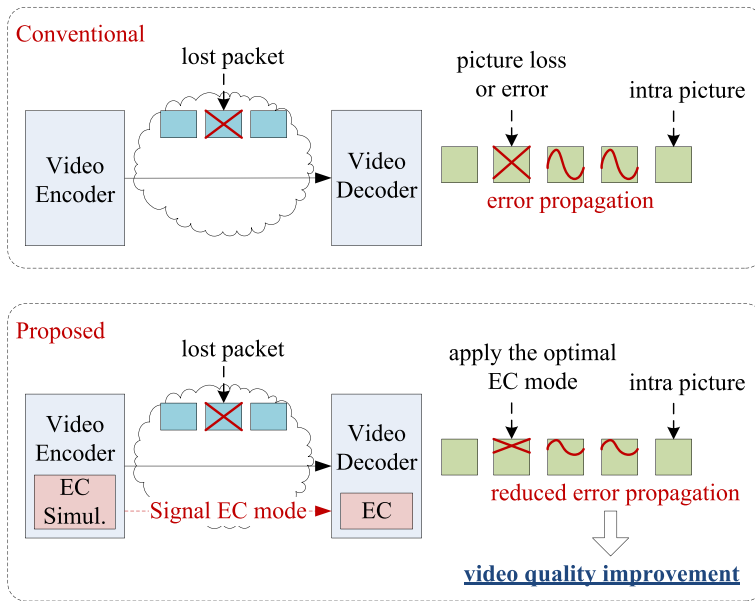 Conventional
lost packet
Video
Encoder
Video
Decoder
picture loss
or error
intra picture
error propagation
Proposed
lost packet
Video
Encoder
EC
Simul.
Signal EC mode
Video
Decoder
EC
apply the optimal
EC mode
intra picture
reduced error propagation
video quality improvement